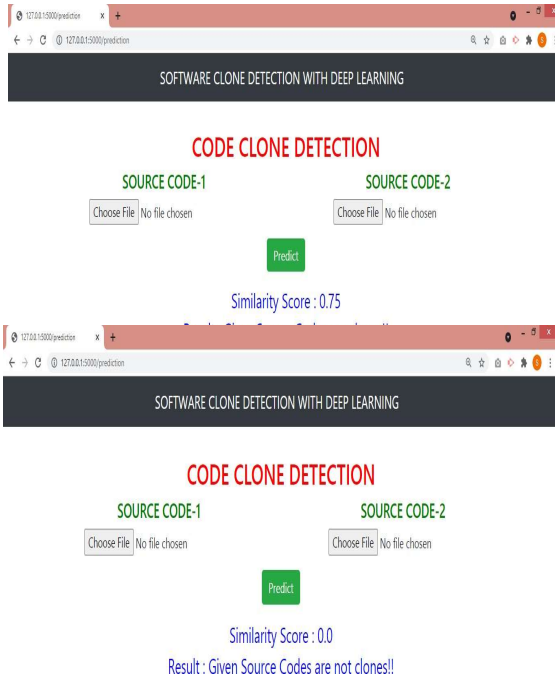 127.0.0.1:5000/prediction x +
127.0.0.1:5000/prediction
SOFTWARE CLONE DETECTION WITH DEEP LEARNING
CODE CLONE DETECTION
SOURCE CODE-1 SOURCE CODE-2
Choose File No file chosen Choose File No file chosen
Predict
Similarity Score : 0.75
127.0.0.1:5000/prediction x +
127.0.0.1:5000/prediction
SOFTWARE CLONE DETECTION WITH DEEP LEARNING
CODE CLONE DETECTION
SOURCE CODE-1 SOURCE CODE-2
Choose File No file chosen Choose File No file chosen
Predict
Similarity Score : 0.0
Result : Given Source Codes are not clones!!